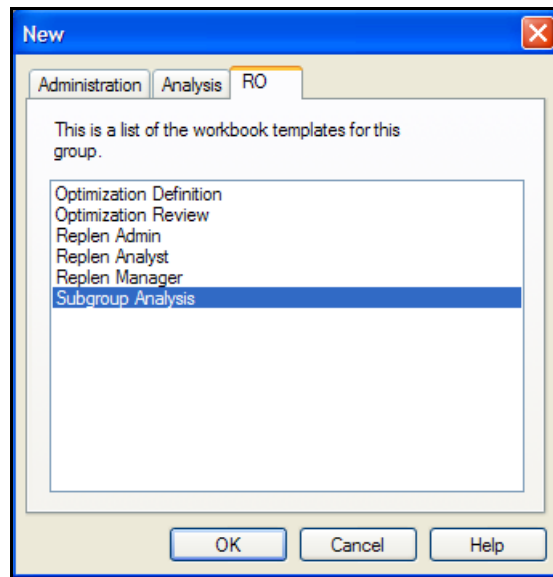 New
Administration Analysis RO
This is a list of the workbook templates for this
group.
Optimization Definition
Optimization Review
Replen Admin
Replen Analyst
Replen Manager
Subgroup Analysis
OK Cancel Help